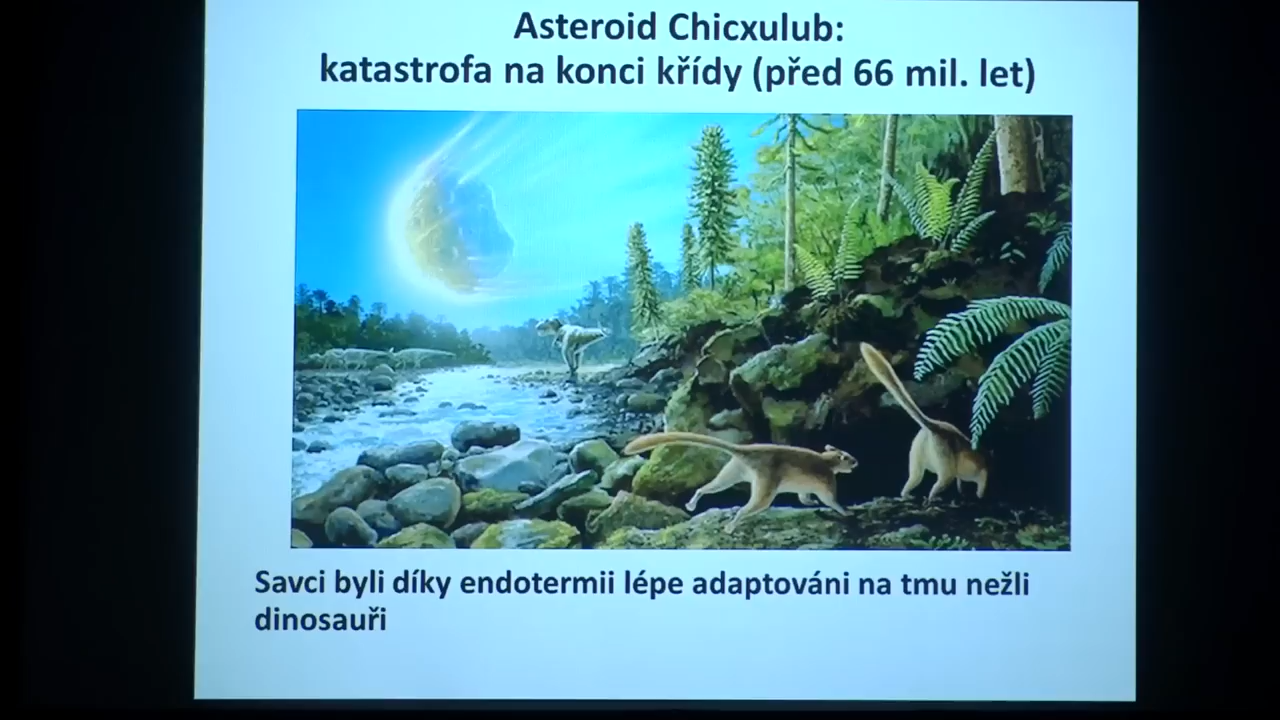 Asteroid Chicxulub:
katastrofa na konci křídy (před 66 mil. let)
Savci byli díky endotermii lépe adaptováni na tmu nežli
dinosauři